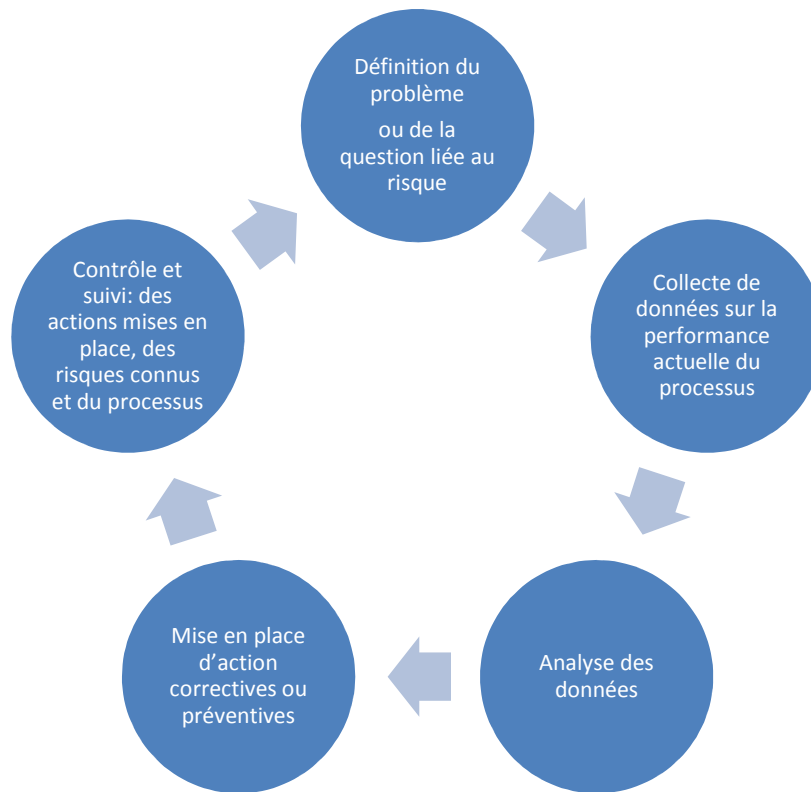 Définition du
problème
ou de la
question liée au
risque
Collecte de
données sur la
performance
actuelle du
processus
Analyse des
données
Mise en place
d’action
correctives ou
préventives
Contrôle et
suivi: des
actions mises en
place, des
risques connus
et du processus